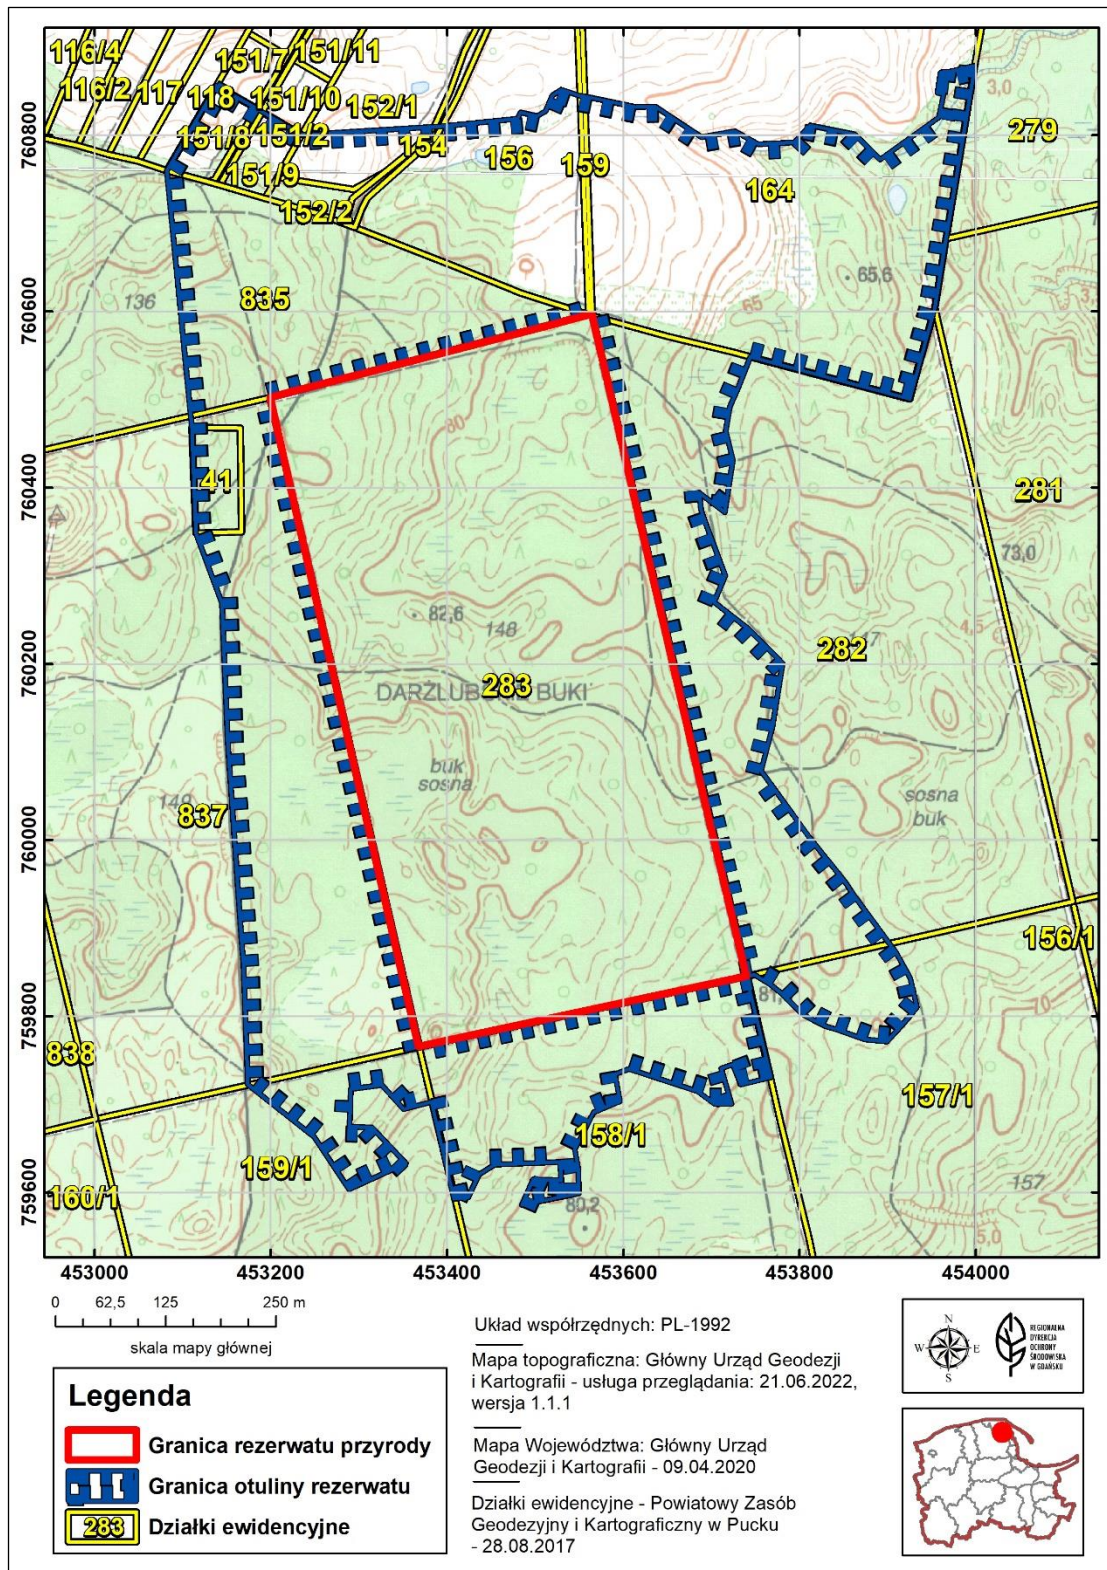 116/4
151/7
151/11
116/2
117
118
151/10
152/1
3,0
151/8
151/2
154
156
159
279
151/9
164
152/2
65,6
136
835
65
760800
760600
760400
760200
760000
759800
759600
80
41
281
73,0
82,6
148
4,5
282
DARŻLUBSKIE BUKI
283
buk
sosna
sosna
buk
149
837
156/1
838
157/1
158/1
159/1
160/1
80,2
157
5,0
453000
453200
453400
453600
453800
454000
0 62,5 125 250 m
skala mapy głównej
Układ współrzędnych: PL-1992
Mapa topograficzna: Główny Urząd Geodezji
i Kartografii - usługa przeglądania: 21.06.2022,
wersja 1.1.1
Mapa Województwa: Główny Urząd
Geodezji i Kartografii - 09.04.2020
Działki ewidencyjne - Powiatowy Zasób
Geodezyjny i Kartograficzny w Pucku
- 28.08.2017
N
W E
S
REGIONALNA
DYREKCJA
OCHRONY
ŚRODOWISKA
W GDAŃSKU
Legenda
Granica rezerwatu przyrody
Granica otuliny rezerwatu
283 Działki ewidencyjne